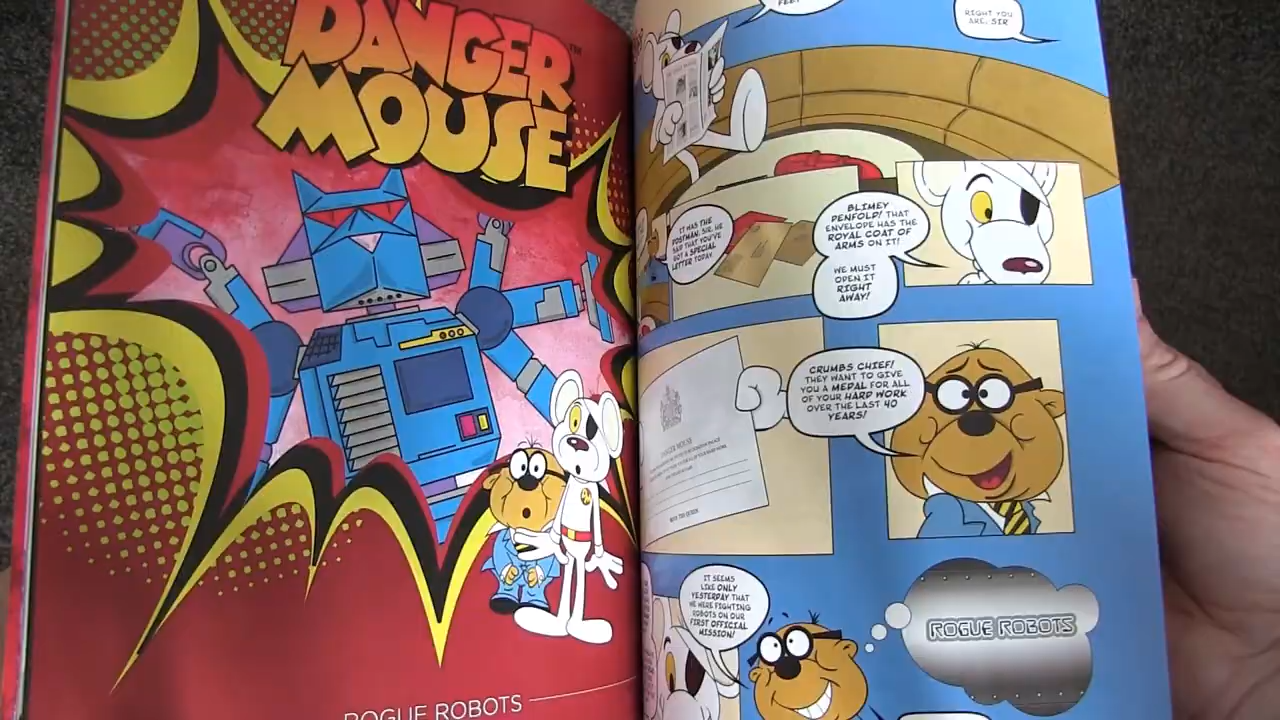 DANGER
MOUSE
TM
ROGUE ROBOTS
FEET
RIGHT YOU
ARE, SIR
IT WAS THE
POSTMAN, SIR. HE
SAID THAT YOU'VE
GOT A SPECIAL
LETTER TODAY.
BLIMEY
PENFOLD! THAT
ENVELOPE HAS THE
ROYAL COAT OF
ARMS ON IT!
WE MUST
OPEN IT
RIGHT
AWAY!
CRUMBS CHIEF!
THEY WANT TO GIVE
YOU A MEDAL FOR ALL
OF YOUR HARD WORK
OVER THE LAST 40
YEARS!
DANGER MOUSE
IT SEEMS
LIKE ONLY
YESTERDAY THAT
WE WERE FIGHTING
ROBOTS ON OUR
FIRST OFFICIAL
MISSION!
ROGUE ROBOTS